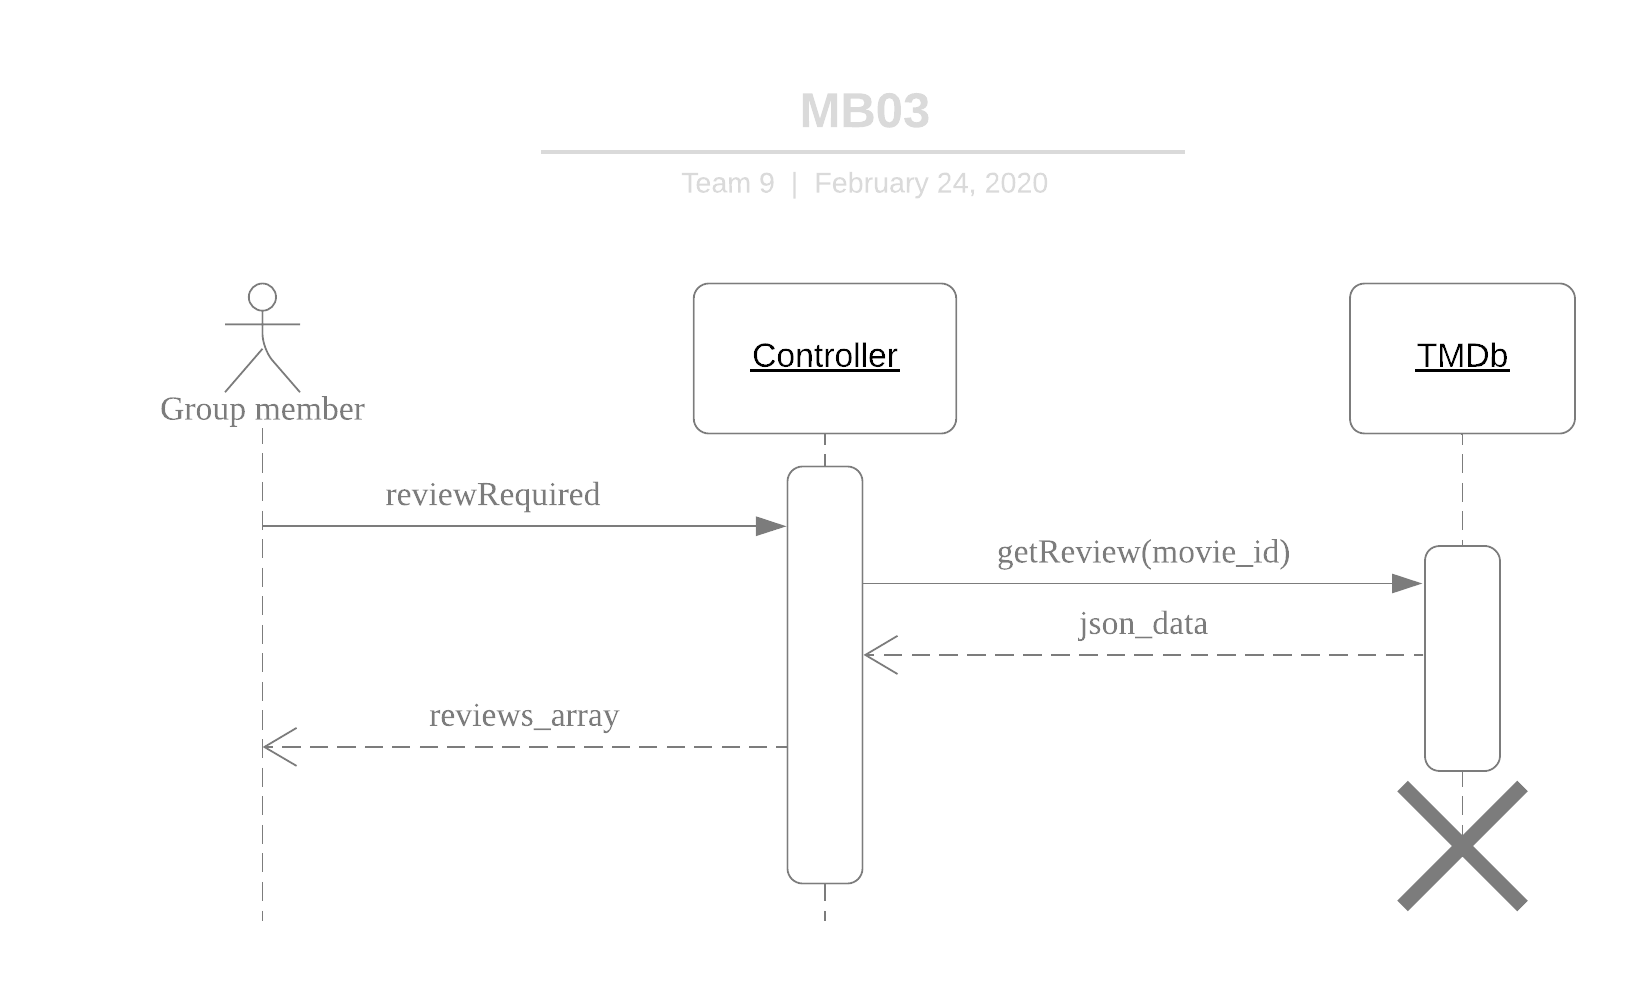 MB03
Team 9 | February 24, 2020
Controller
TMDb
Group member
reviewRequired
getReview(movie_id)
json_data
reviews_array